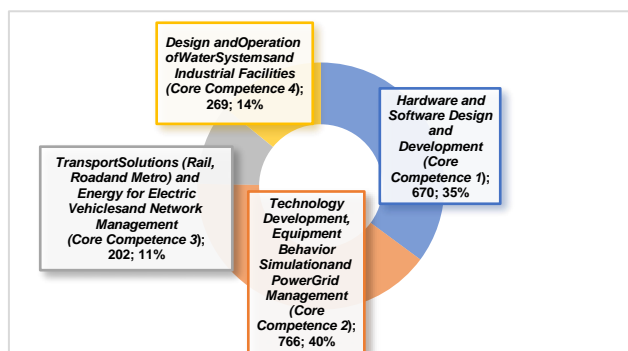 Design andOperation
ofWaterSystemsand
Industrial Facilities
(Core Competence 4);
269; 14%
Hardware and
Software Design
and
Development
(Core
Competence 1);
670; 35%
TransportSolutions (Rail,
Roadand Metro) and
Energy for Electric
Vehiclesand Network
Management
(Core Competence 3);
202; 11%
Technology
Development,
Equipment
Behavior
Simulationand
PowerGrid
Management
(Core
Competence 2);
766; 40%